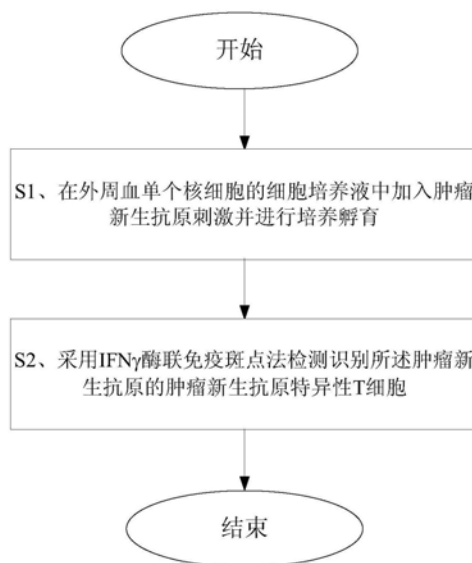 开始
S1、在外周血单个核细胞的细胞培养液中加入肿瘤
新生抗原刺激并进行培养孵育
S2、采用IFNγ酶联免疫斑点法检测识别所述肿瘤新
生抗原的肿瘤新生抗原特异性T细胞
结束